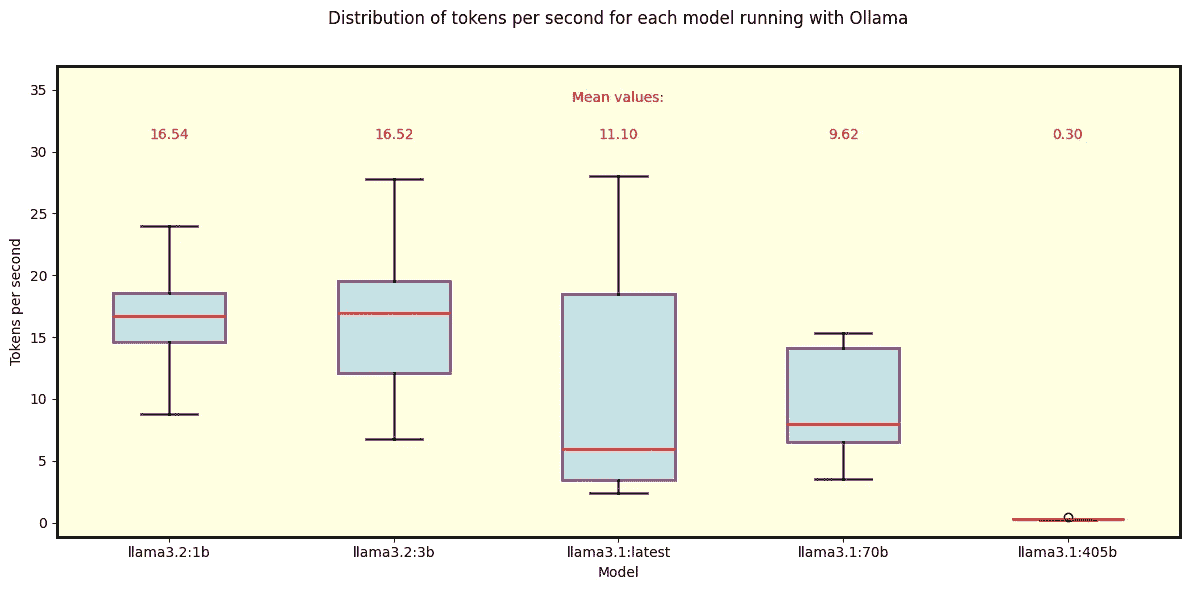 Distribution of tokens per second for each model running with Ollama
35
Mean values:
16.54 16.52 11.10 9.62 0.30
30
25
20
15
10
5
0
Tokens per second
llama3.2:1b llama3.2:3b llama3.1:latest llama3.1:70b llama3.1:405b
Model